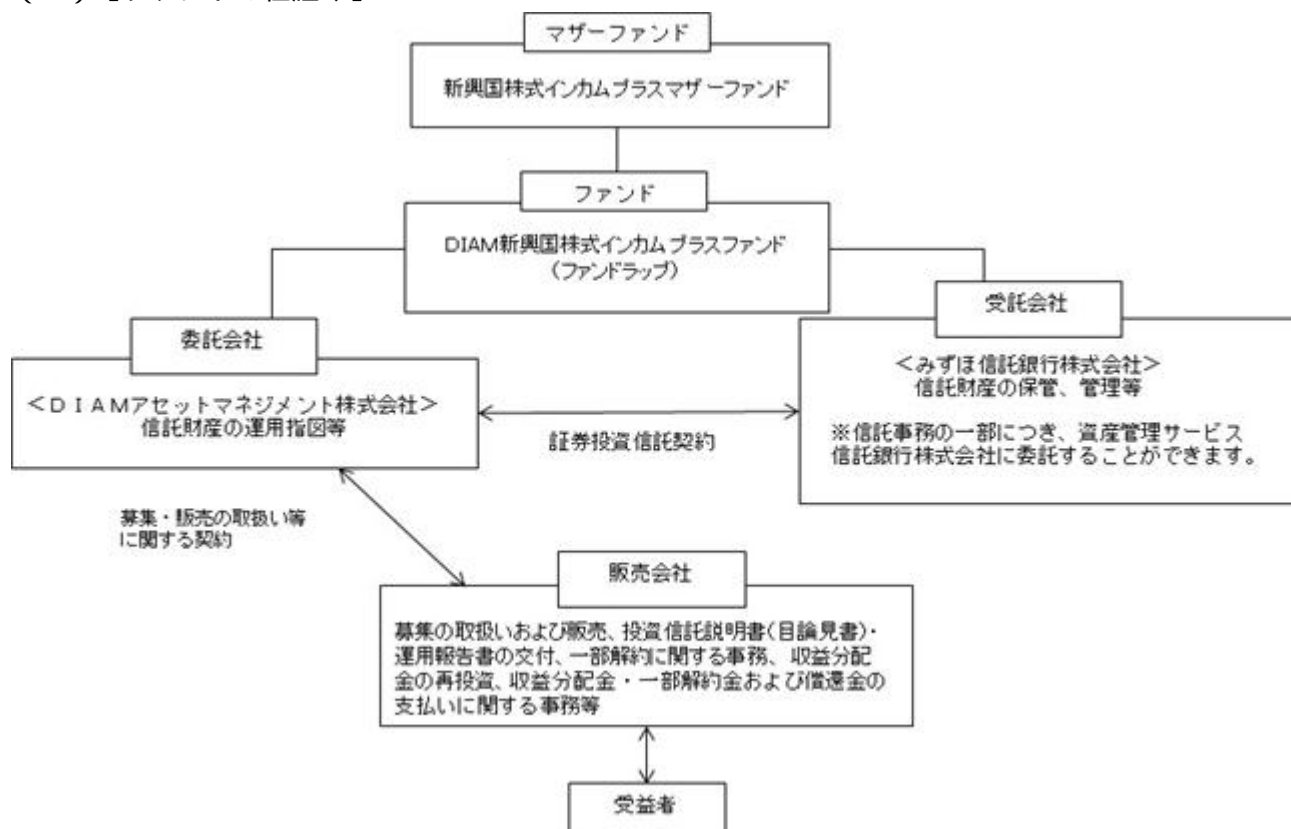 マザーファンド
新興国株式インカムプラスマザーファンド
ファンド
DIAM新興国株式インカムプラスファンド
(ファンドラップ)
委託会社
<DIAMアセットマネジメント株式会社>
信託財産の運用指図等
受託会社
<みずほ信託銀行株式会社>
信託財産の保管、管理等
※信託事務の一部につき、資産管理サービス
信託銀行株式会社に委託することができます。
証券投資信託契約
募集・販売の取扱い等
に関する契約
販売会社
募集の取扱いおよび販売、投資信託説明書(目論見書)・
運用報告書の交付、一部解約に関する事務、収益分配
金の再投資、収益分配金・一部解約金および償還金の
支払いに関する事務等
受益者